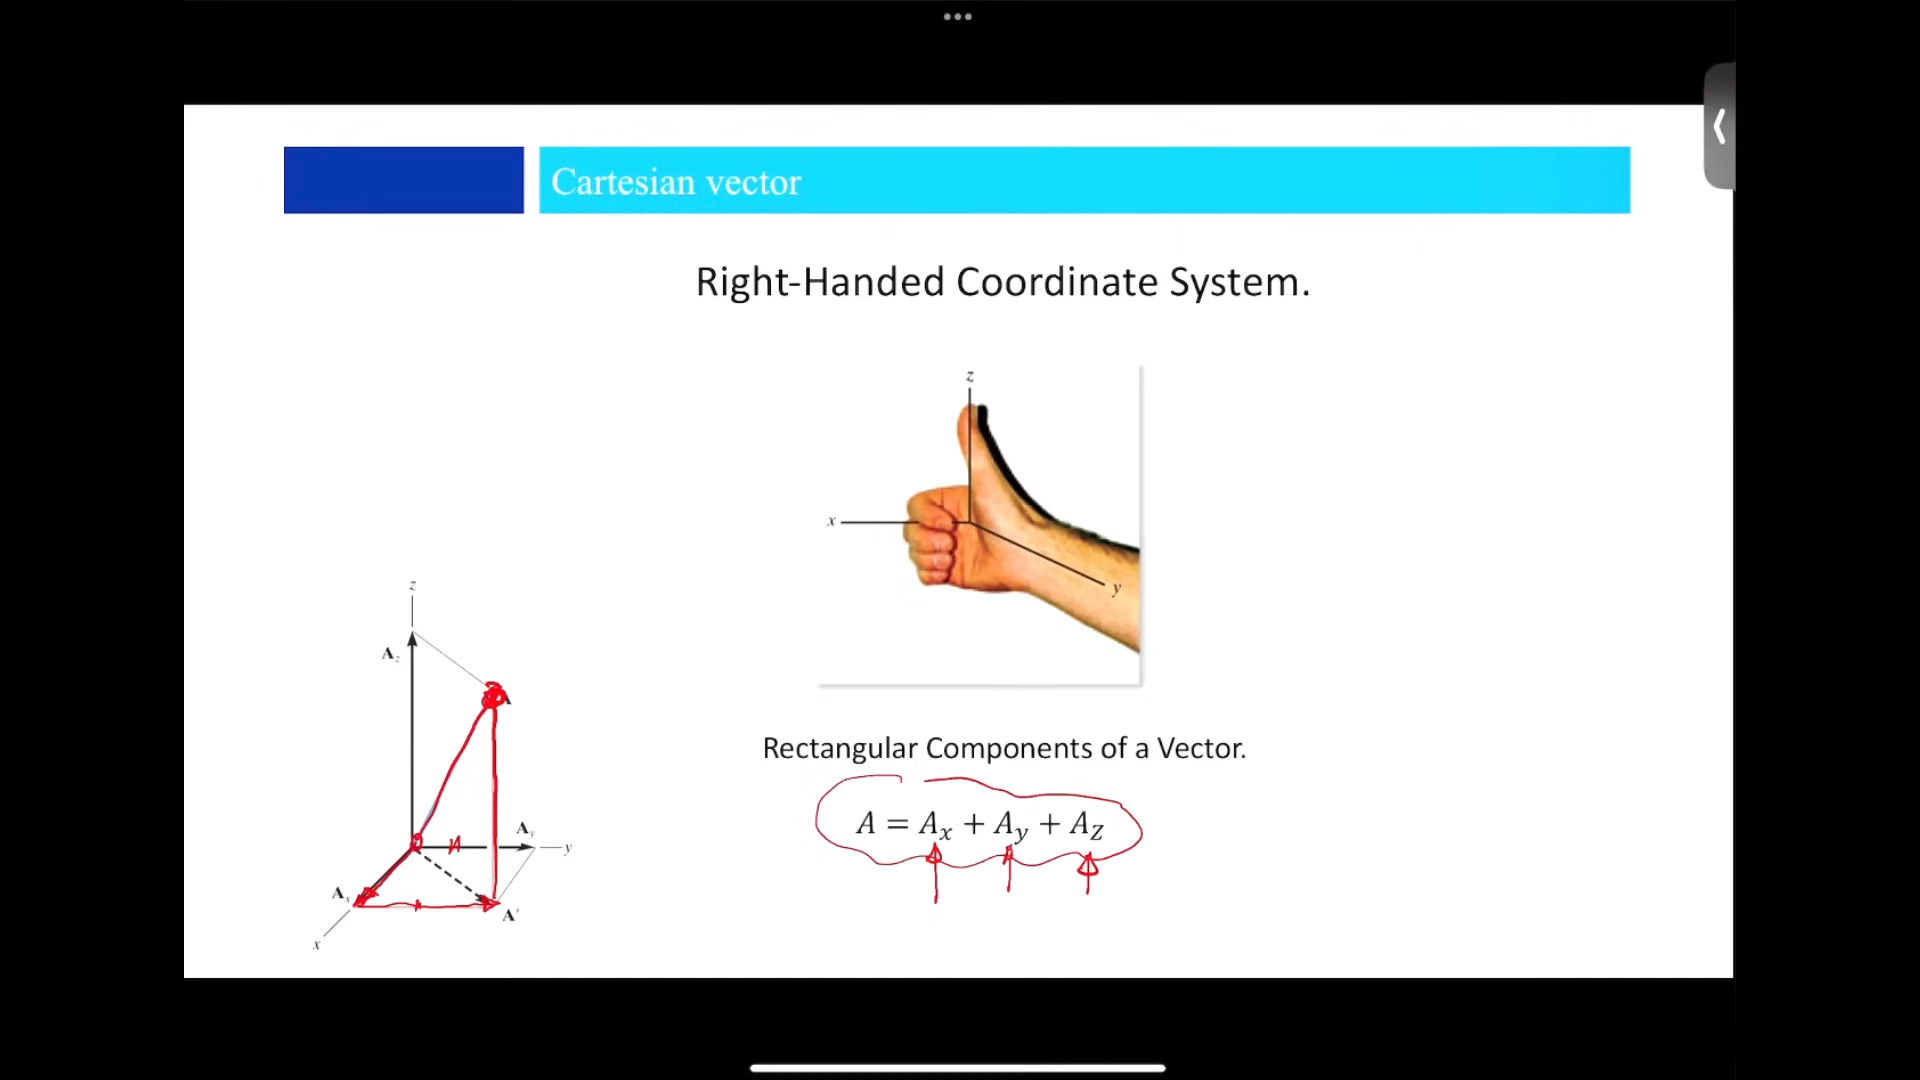 Cartesian vector
Right-Handed Coordinate System.
z
x
y
z
A_z
A
A_y
y
A_x
A'
x
Rectangular Components of a Vector.
A = A_x + A_y + A_Z